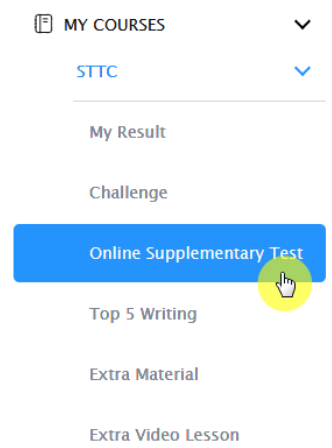 MY COURSES
STTC
My Result
Challenge
Online Supplementary Test
Top 5 Writing
Extra Material
Extra Video Lesson